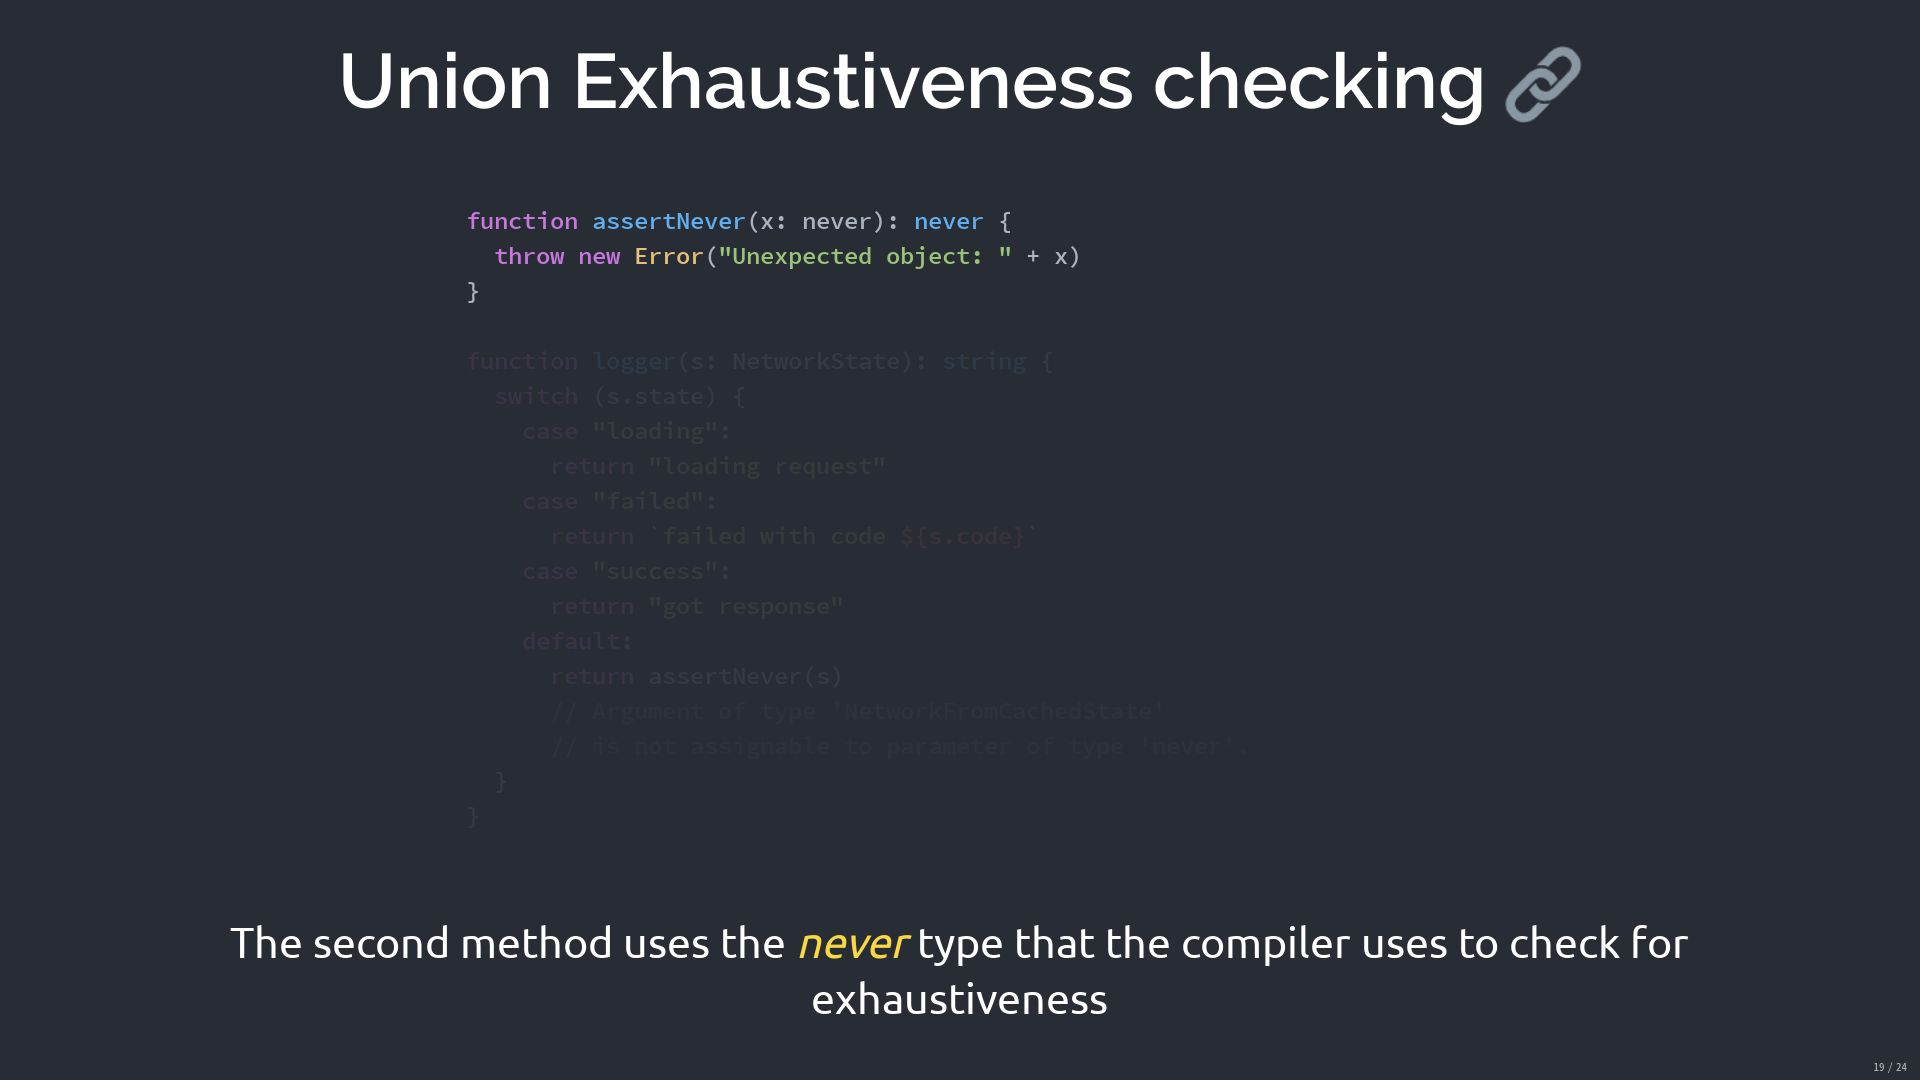 Union Exhaustiveness checking 🔗
function assertNever(x: never): never {
  throw new Error("Unexpected object: " + x)
}
function logger(s: NetworkState): string {
  switch (s.state) {
    case "loading":
      return "loading request"
    case "failed":
      return `failed with code ${s.code}`
    case "success":
      return "got response"
    default:
      return assertNever(s)
      // Argument of type 'NetworkFromCachedState'
      // is not assignable to parameter of type 'never'.
  }
}
The second method uses the never type that the compiler uses to check for
exhaustiveness
19 / 24